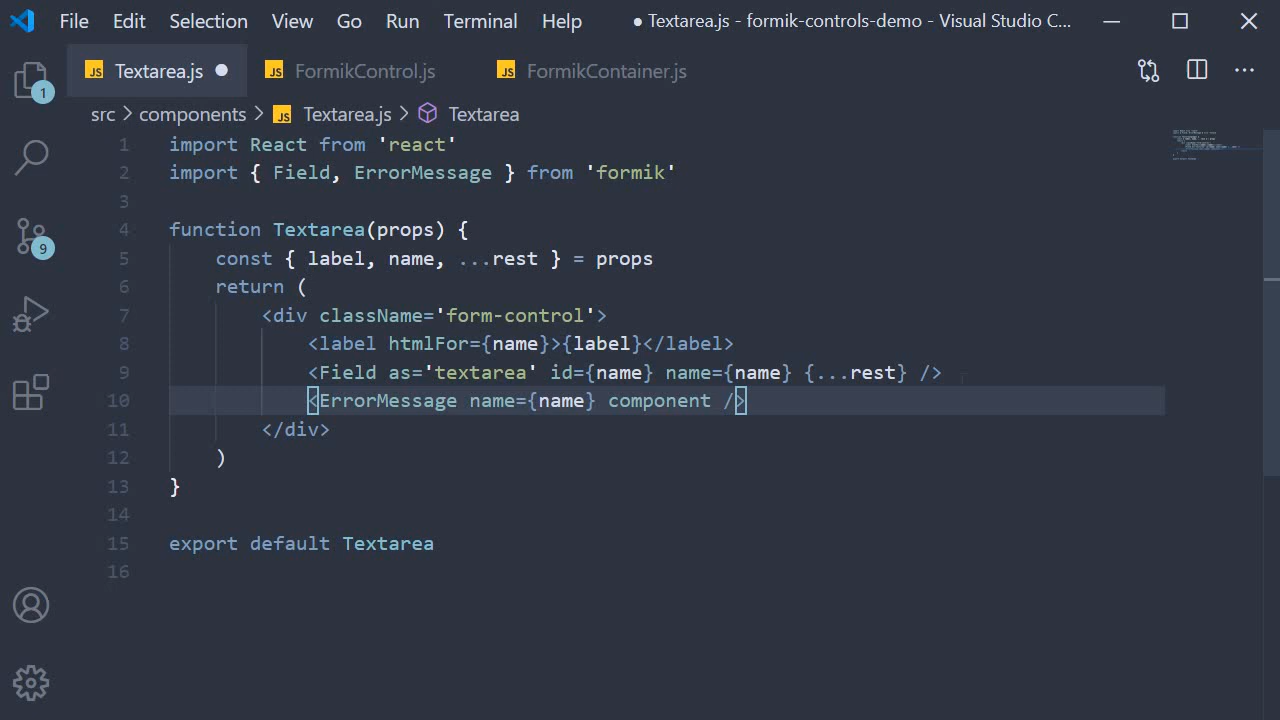 File Edit Selection View Go Run Terminal Help ● Textarea.js - formik-controls-demo - Visual Studio C...
JS Textarea.js ● JS FormikControl.js JS FormikContainer.js
1
src > components > JS Textarea.js > Textarea
1 import React from 'react'
2 import { Field, ErrorMessage } from 'formik'
3
4 function Textarea(props) {
5 const { label, name, ...rest } = props
9
6 return (
7 <div className='form-control'>
8 <label htmlFor={name}>{label}</label>
9 <Field as='textarea' id={name} name={name} {...rest} />
10 <ErrorMessage name={name} component />
11 </div>
12 )
13 }
14
15 export default Textarea
16